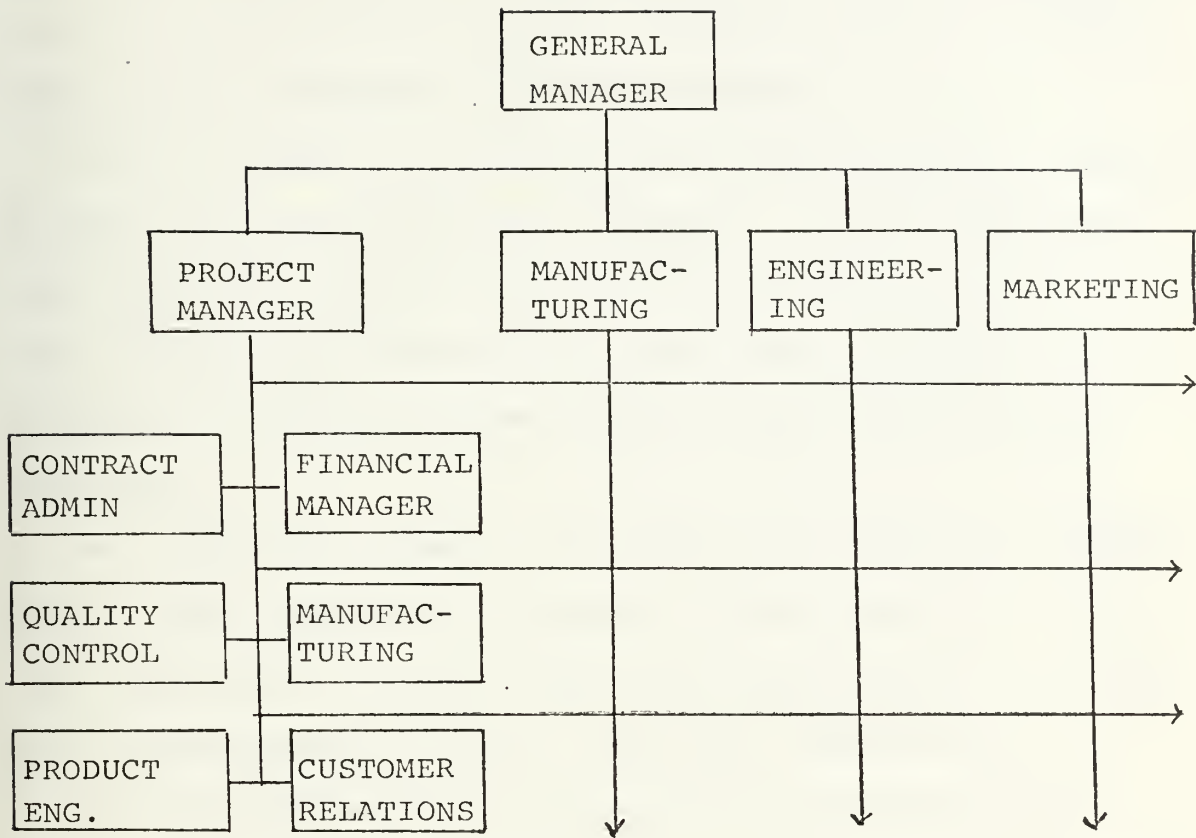 GENERAL
MANAGER
PROJECT
MANAGER
MANUFAC-
TURING
ENGINEER-
ING
MARKETING
CONTRACT
ADMIN
FINANCIAL
MANAGER
QUALITY
CONTROL
MANUFAC-
TURING
PRODUCT
ENG.
CUSTOMER
RELATIONS